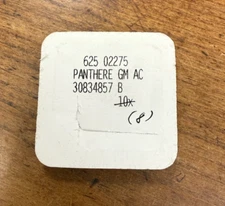 625 02275
PANTHERE GM AC
30834857 B
10x
(8)